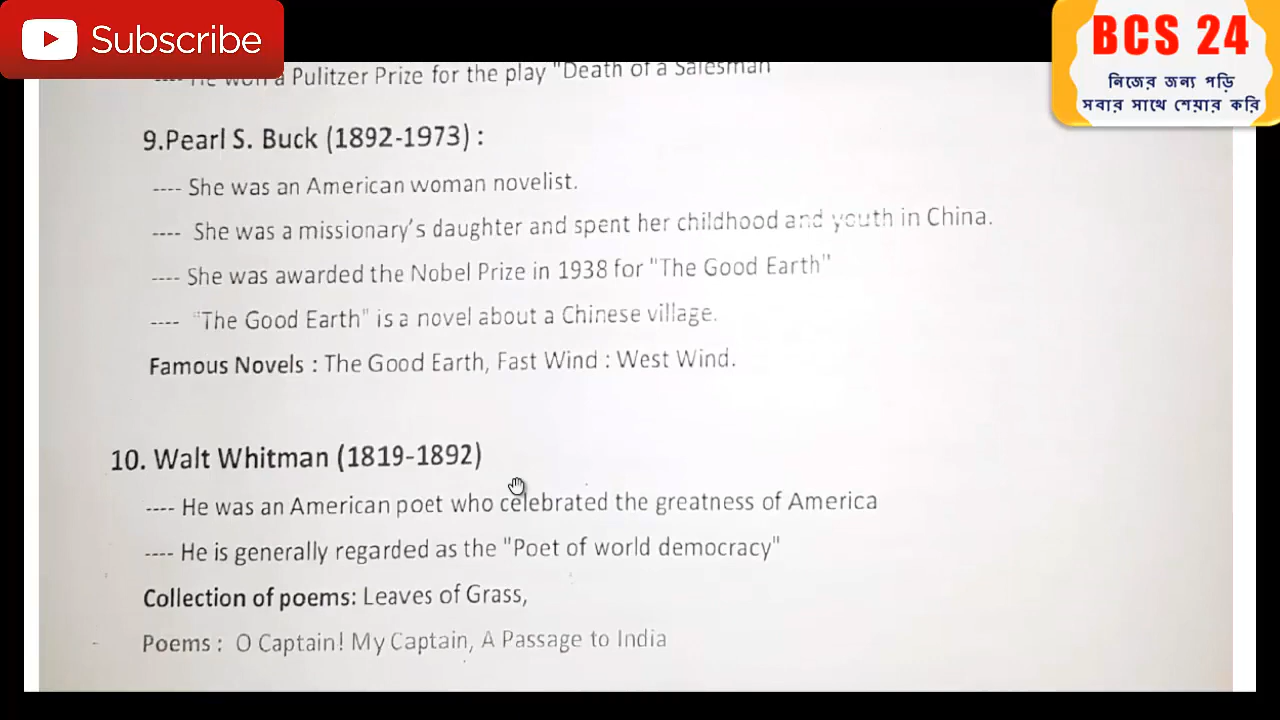 Subscribe
BCS 24
নিজের জন্য পড়ি
সবার সাথে শেয়ার করি
---- He won a Pulitzer Prize for the play "Death of a Salesman
9.Pearl S. Buck (1892-1973) :
---- She was an American woman novelist.
---- She was a missionary's daughter and spent her childhood and youth in China.
---- She was awarded the Nobel Prize in 1938 for "The Good Earth"
---- "The Good Earth" is a novel about a Chinese village.
Famous Novels : The Good Earth, Fast Wind : West Wind.
10. Walt Whitman (1819-1892)
---- He was an American poet who celebrated the greatness of America
---- He is generally regarded as the "Poet of world democracy"
Collection of poems: Leaves of Grass,
Poems : O Captain! My Captain, A Passage to India